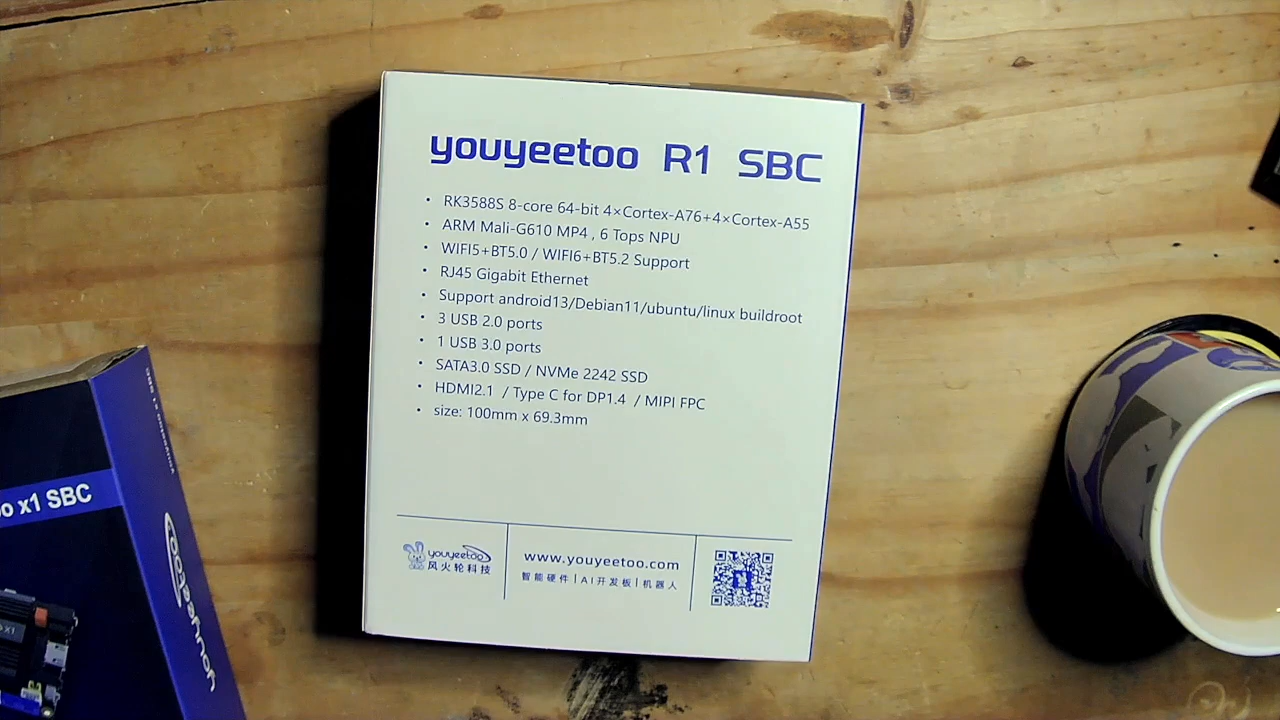 youyeetoo R1 SBC
• RK3588S 8-core 64-bit 4×Cortex-A76+4×Cortex-A55
• ARM Mali-G610 MP4 , 6 Tops NPU
• WIFI5+BT5.0 / WIFI6+BT5.2 Support
• RJ45 Gigabit Ethernet
• Support android13/Debian11/ubuntu/linux buildroot
• 3 USB 2.0 ports
• 1 USB 3.0 ports
• SATA3.0 SSD / NVMe 2242 SSD
• HDMI2.1 / Type C for DP1.4 / MIPI FPC
• size: 100mm x 69.3mm
youyeetoo
风火轮科技
www.youyeetoo.com
智能硬件|AI开发板|机器人
o x1 SBC
youyeetoo x1 SBC
youyeetoo
X1